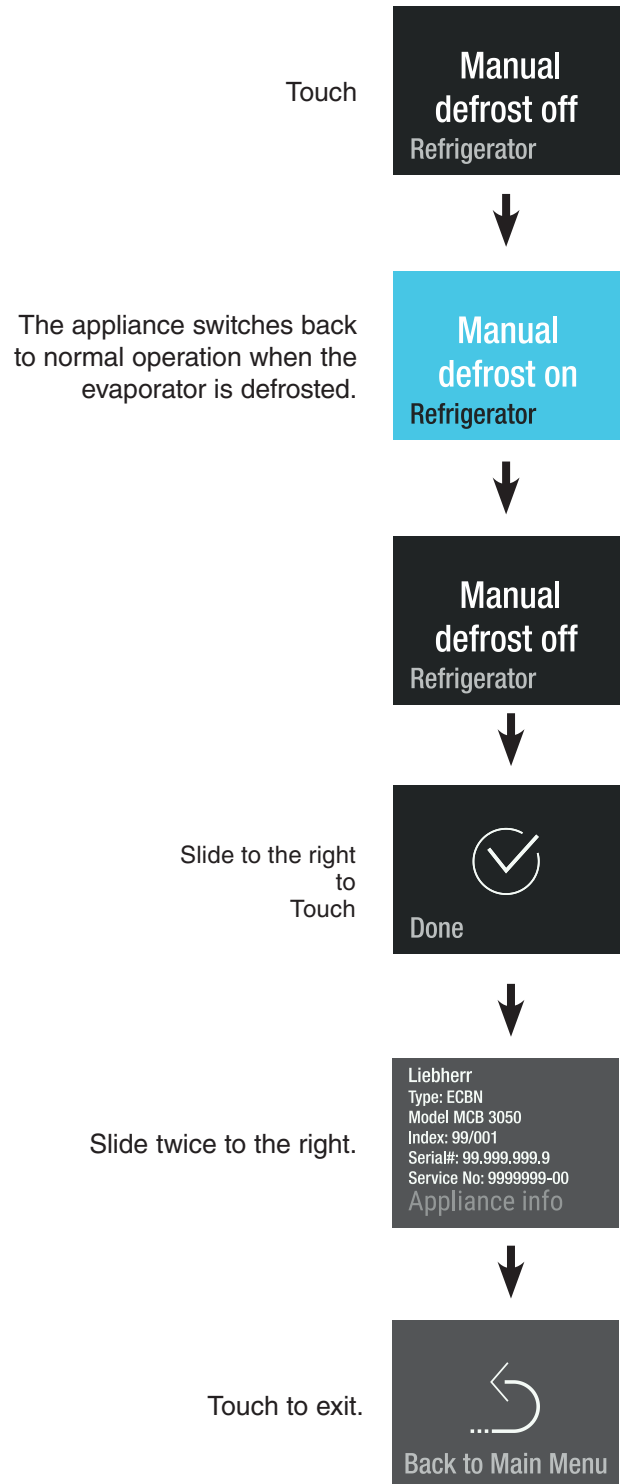 Touch
Manual
defrost off
Refrigerator
The appliance switches back
to normal operation when the
evaporator is defrosted.
Manual
defrost on
Refrigerator
Manual
defrost off
Refrigerator
Slide to the right
to
Touch
Done
Slide twice to the right.
Liebherr
Type: ECBN
Model MCB 3050
Index: 99/001
Serial#: 99.999.999.9
Service No: 9999999-00
Appliance info
Touch to exit.
Back to Main Menu